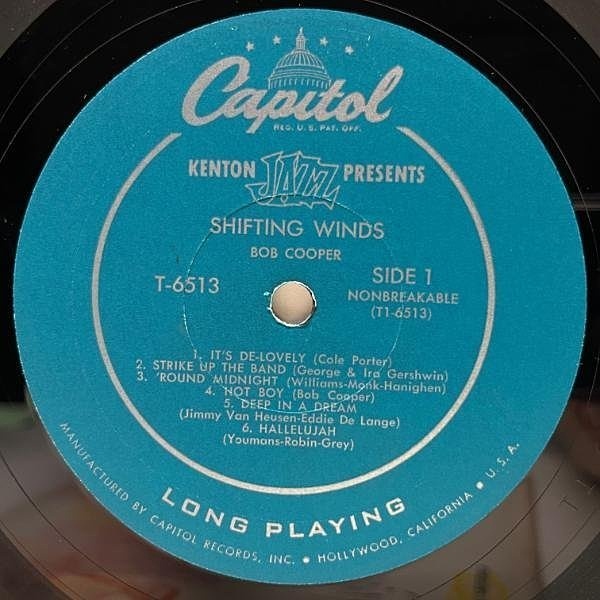 Capitol
REG. U.S. PAT. OFF.
KENTON JAZZ PRESENTS
SHIFTING WINDS
BOB COOPER
T-6513
SIDE 1
NONBREAKABLE
(T1-6513)
1. IT'S DE-LOVELY (Cole Porter)
2. STRIKE UP THE BAND (George & Ira Gershwin)
3. 'ROUND MIDNIGHT (Williams-Monk-Hanighen)
4. HOT BOY (Bob Cooper)
5. DEEP IN A DREAM
(Jimmy Van Heusen-Eddie De Lange)
6. HALLELUJAH
(Youmans-Robin-Grey)
LONG PLAYING
MANUFACTURED BY CAPITOL RECORDS, INC. • HOLLYWOOD, CALIFORNIA • U.S.A.